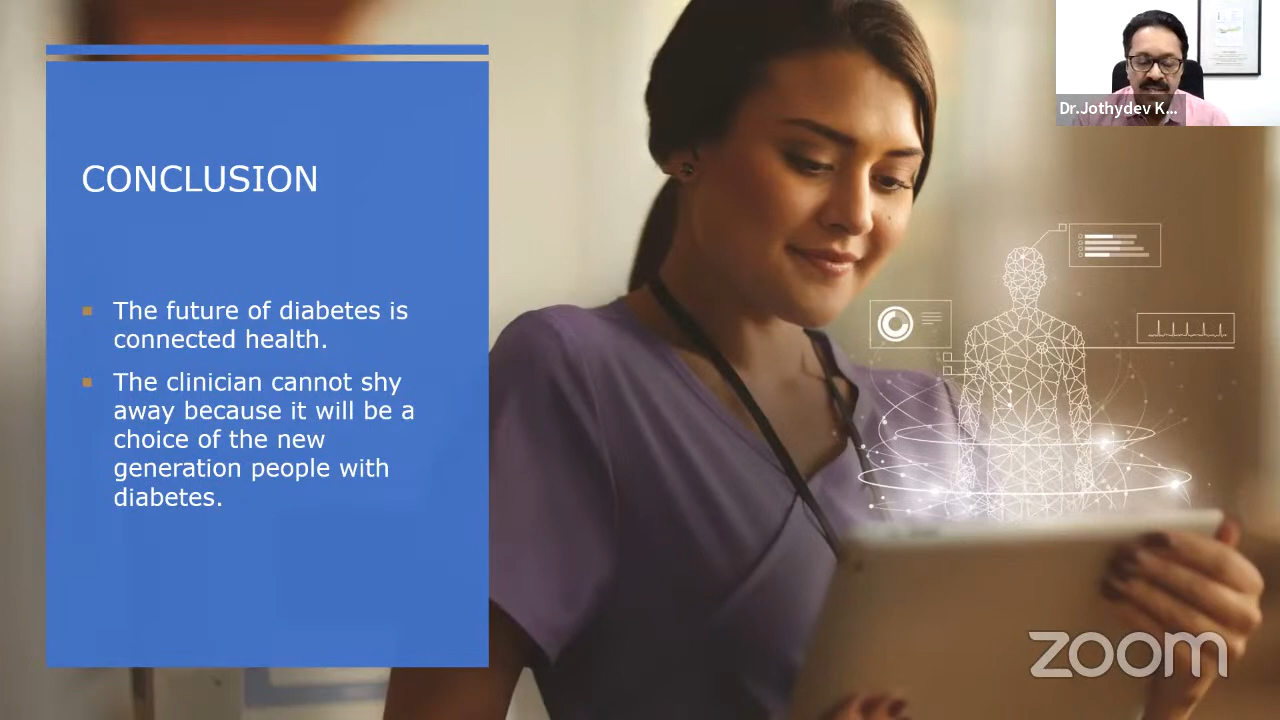 Dr.Jothydev K...
CONCLUSION
The future of diabetes is
connected health.
The clinician cannot shy
away because it will be a
choice of the new
generation people with
diabetes.
zoom